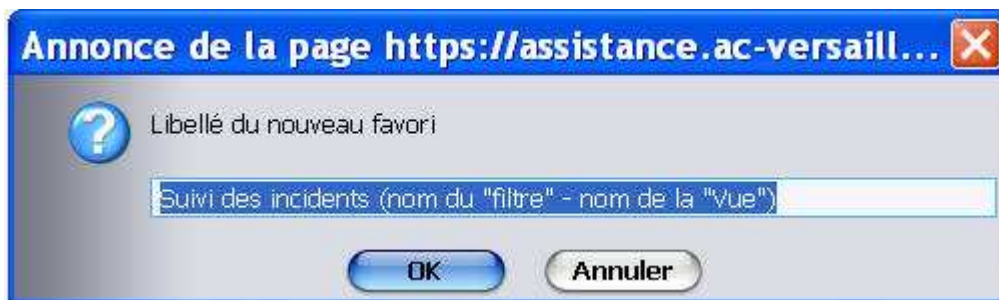 Annonce de la page https://assistance.ac-versaill...
Libellé du nouveau favori
Suivi des incidents (nom du "filtre" - nom de la "Vue")
OK Annuler